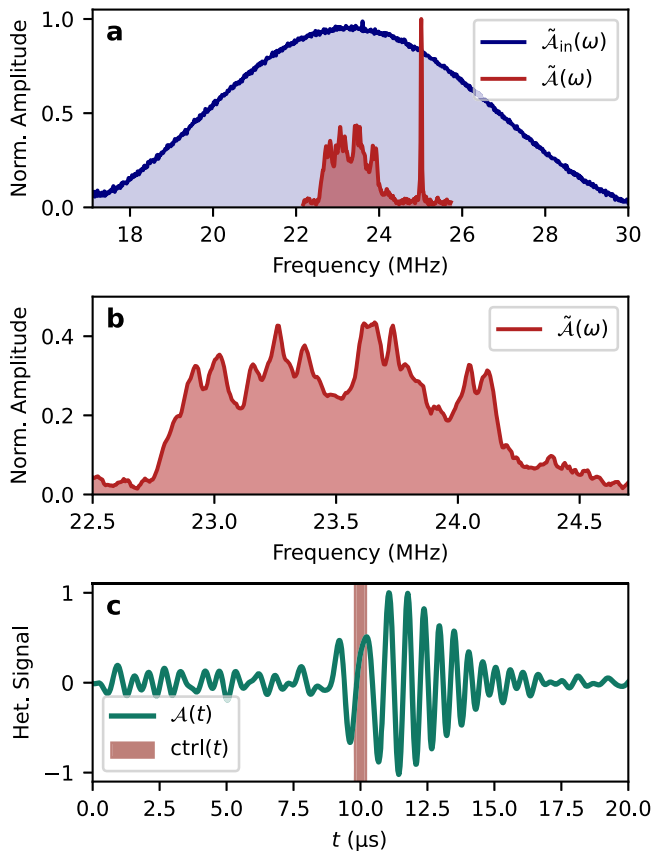 a
Norm. Amplitude
1.0
0.5
0.0
𝒜̃in(ω)
𝒜̃(ω)
18 20 22 24 26 28 30
Frequency (MHz)
b
Norm. Amplitude
0.4
0.2
0.0
𝒜̃(ω)
22.5 23.0 23.5 24.0 24.5
Frequency (MHz)
c
Het. Signal
1
0
−1
𝒜(t)
ctrl(t)
0.0 2.5 5.0 7.5 10.0 12.5 15.0 17.5 20.0
t (μs)